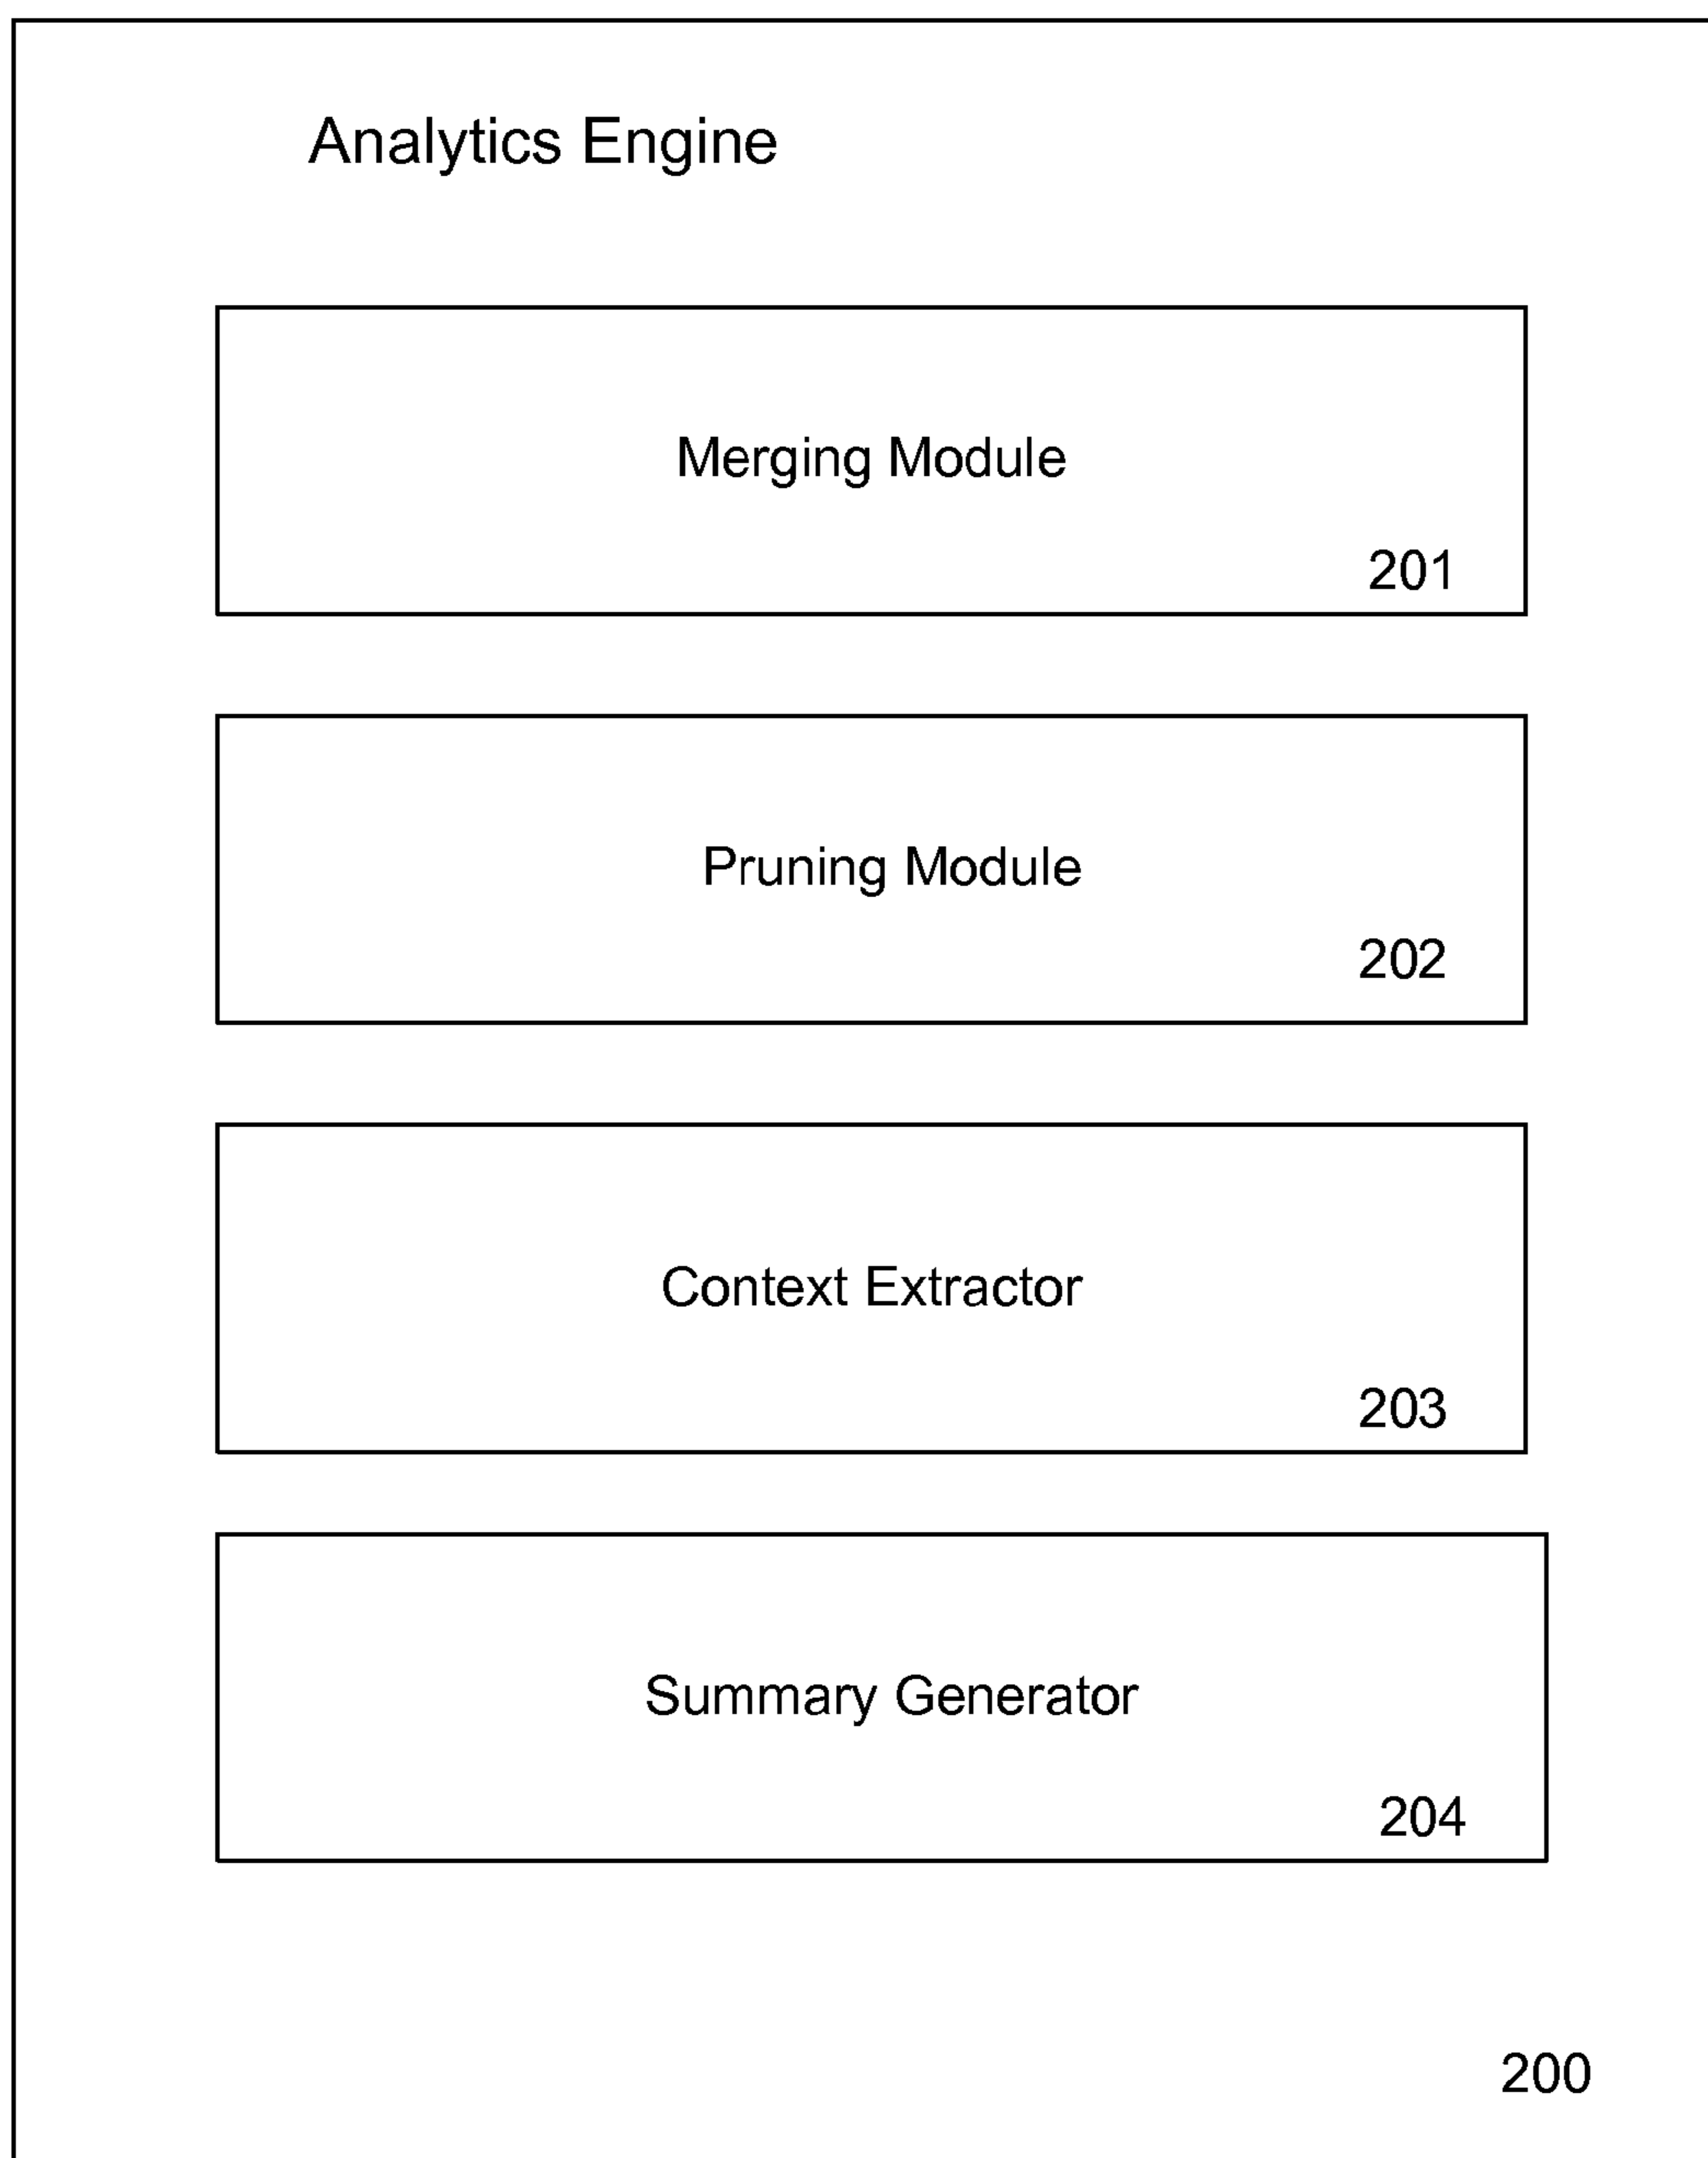 Analytics Engine
Merging Module
201
Pruning Module
202
Context Extractor
203
Summary Generator
204
200